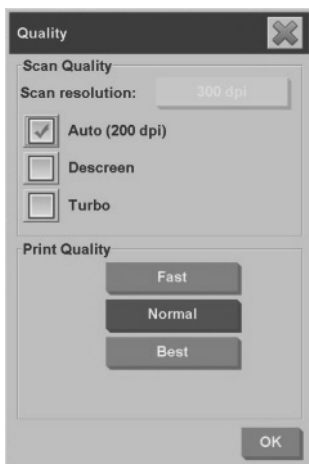 Quality
Scan Quality
Scan resolution: 300 dpi
Auto (200 dpi)
Descreen
Turbo
Print Quality
Fast
Normal
Best
OK